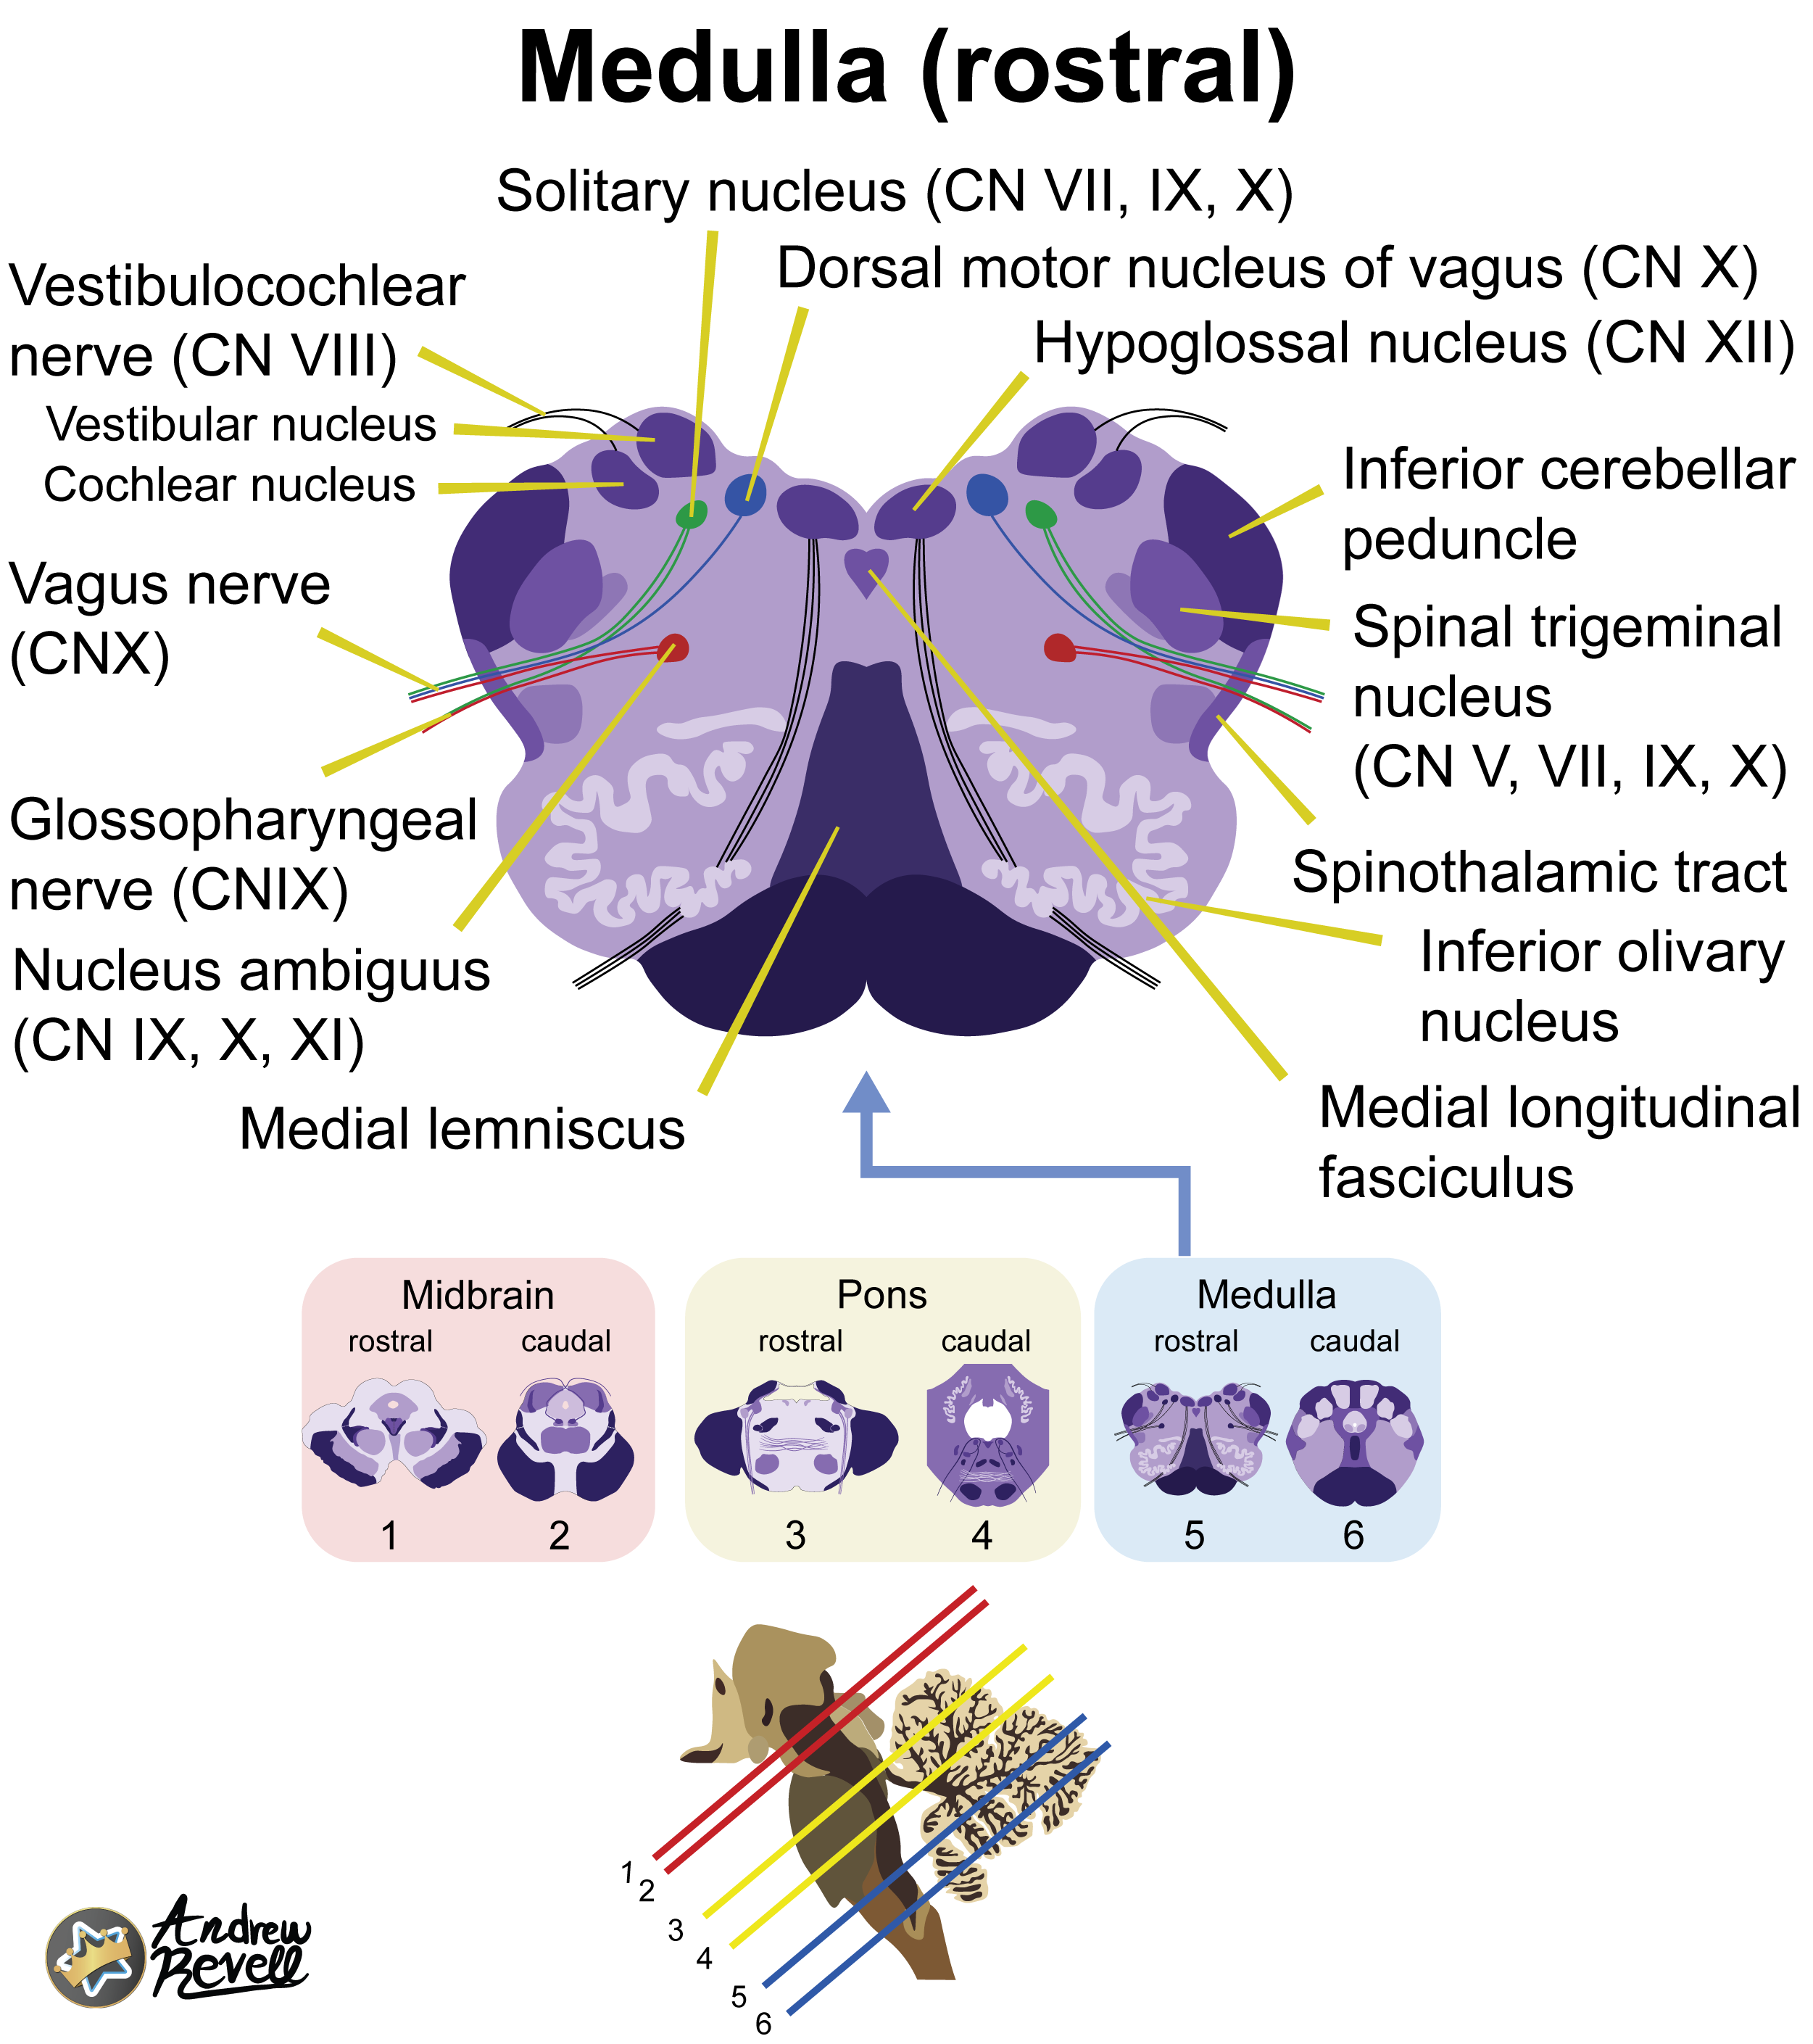 Medulla (rostral)
Solitary nucleus (CN VII, IX, X)
Dorsal motor nucleus of vagus (CN X)
Hypoglossal nucleus (CN XII)
Vestibulocochlear
nerve (CN VIII)
Vestibular nucleus
Cochlear nucleus
Vagus nerve
(CNX)
Glossopharyngeal
nerve (CNIX)
Nucleus ambiguus
(CN IX, X, XI)
Medial lemniscus
Inferior cerebellar
peduncle
Spinal trigeminal
nucleus
(CN V, VII, IX, X)
Spinothalamic tract
Inferior olivary
nucleus
Medial longitudinal
fasciculus
Midbrain
rostral caudal
1 2
Pons
rostral caudal
3 4
Medulla
rostral caudal
5 6
1
2
3
4
5
6
Andrew
Revell